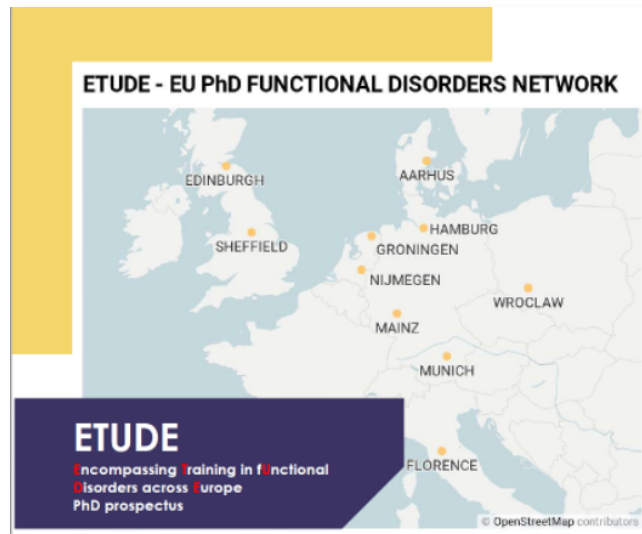 ETUDE - EU PhD FUNCTIONAL DISORDERS NETWORK
EDINBURGH
AARHUS
SHEFFIELD
HAMBURG
GRONINGEN
NIJMEGEN
WROCLAW
MAINZ
MUNICH
FLORENCE
ETUDE
Encompassing Training in fUnctional
Disorders across Europe
PhD prospectus
© OpenStreetMap contributors